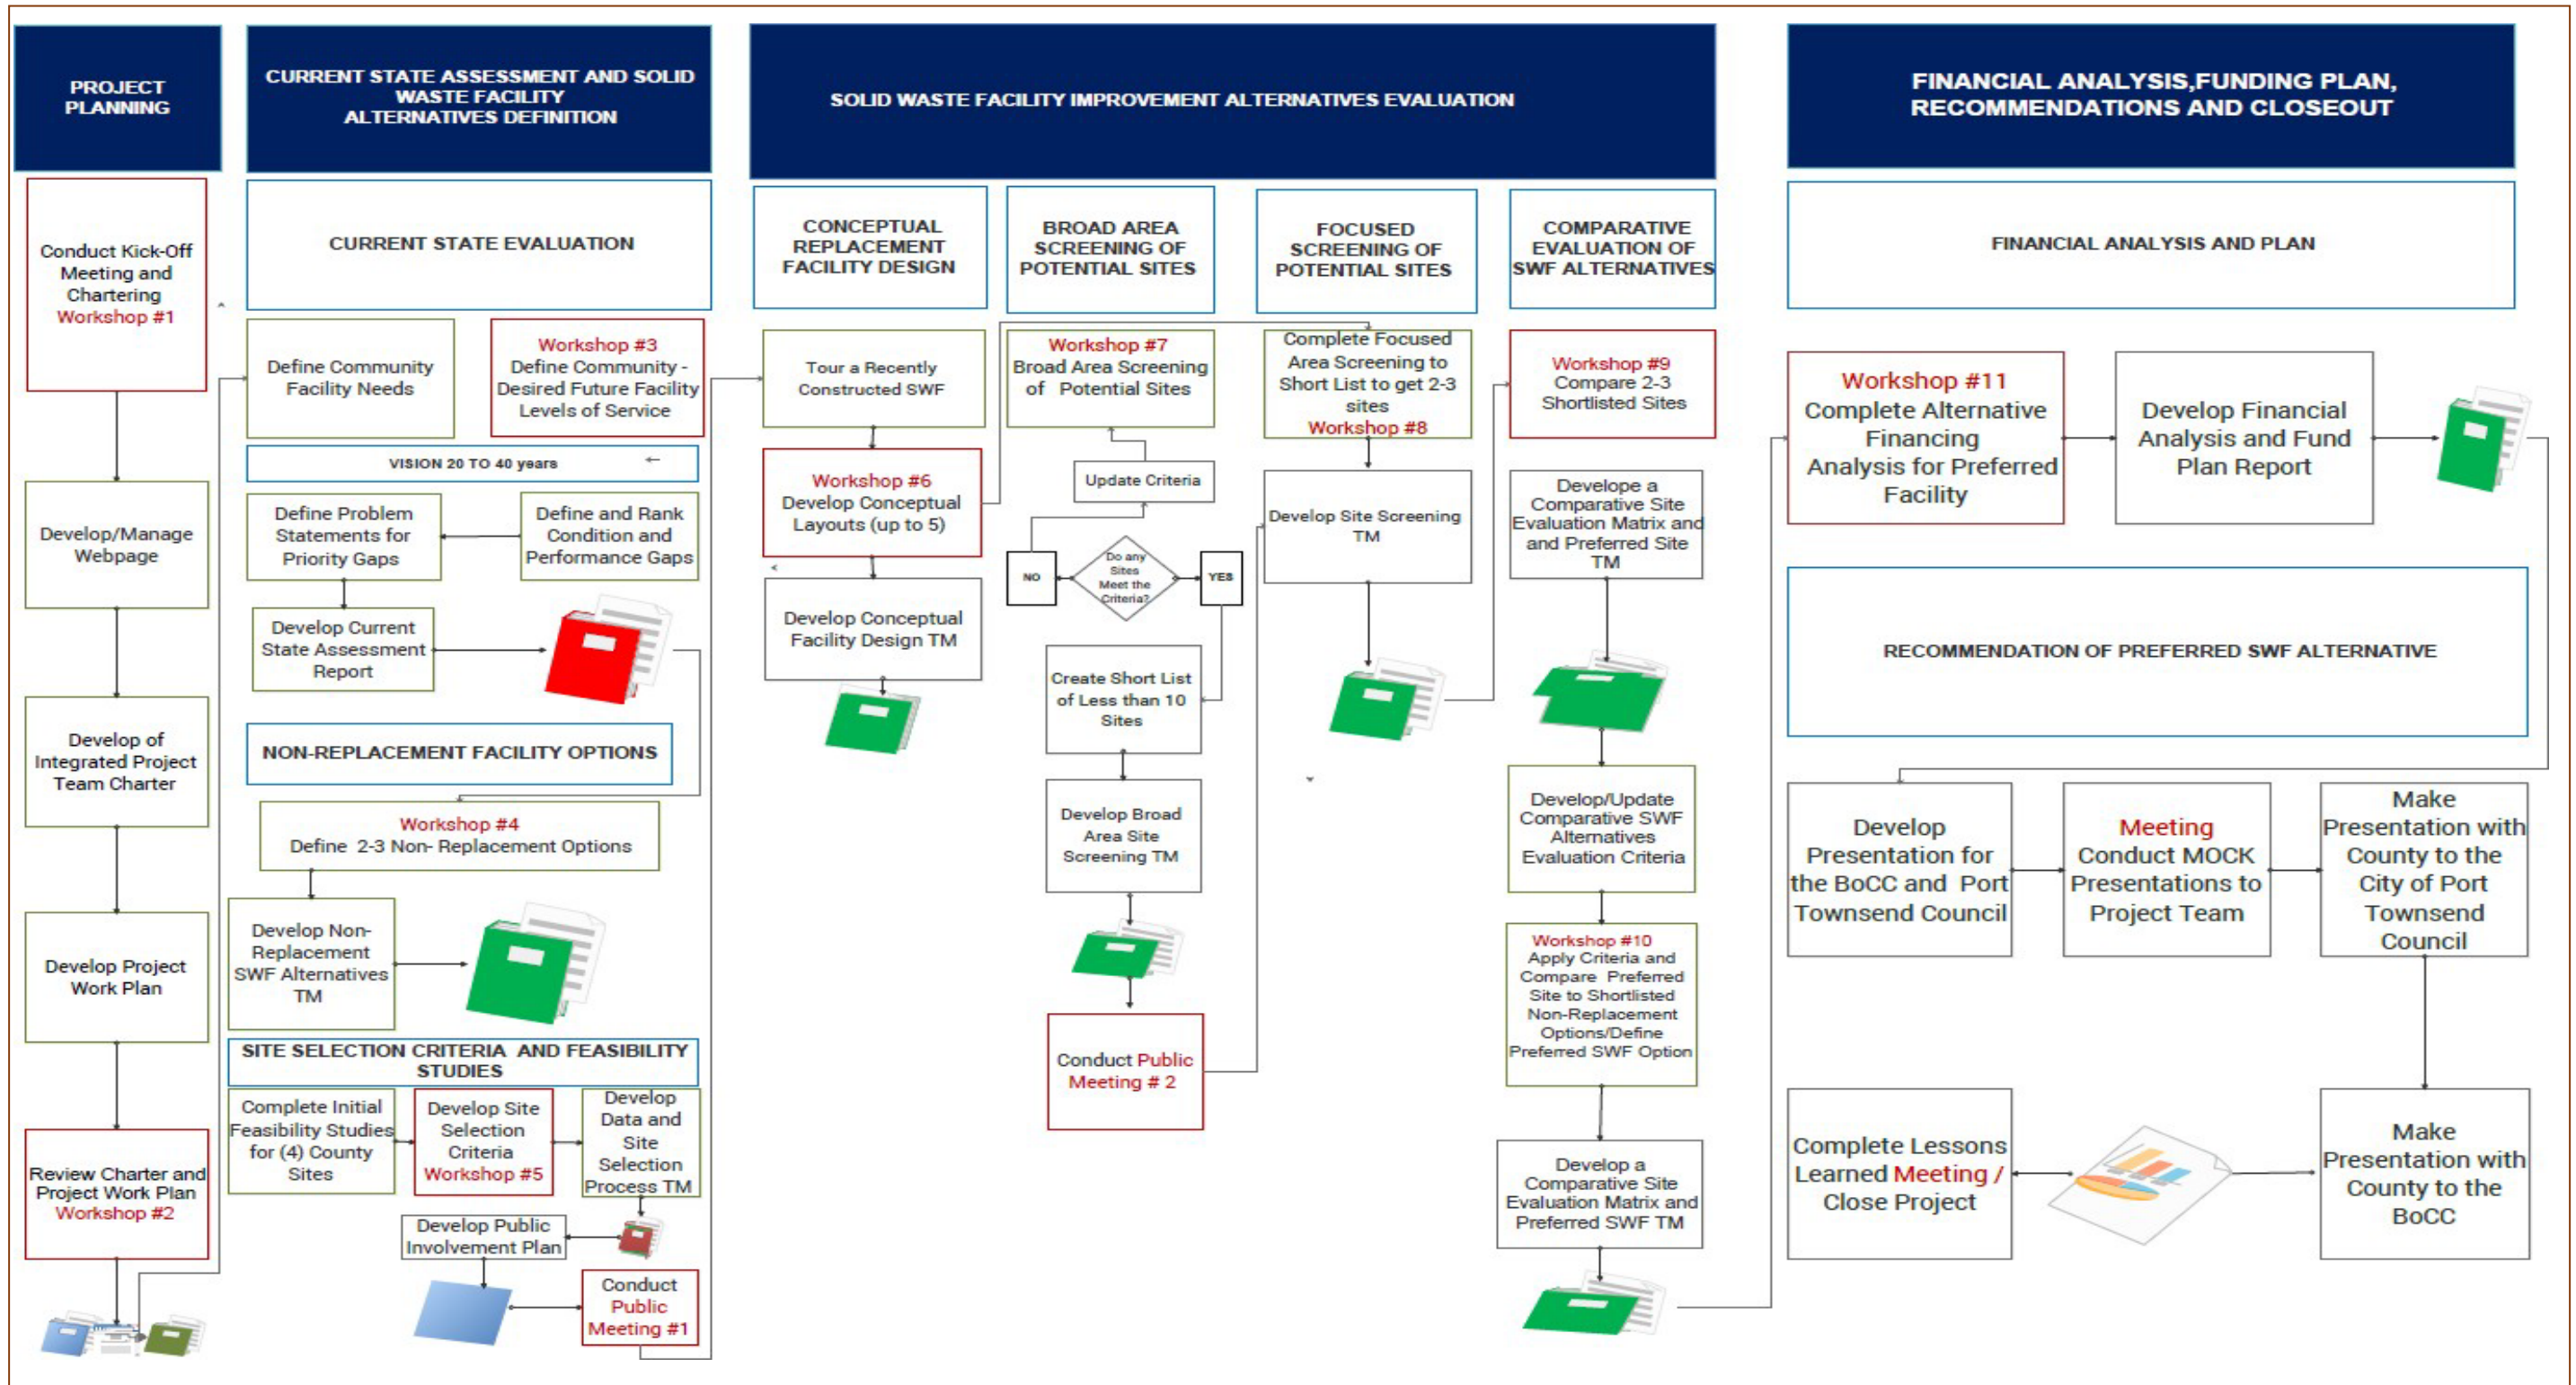 PROJECT
PLANNING
Conduct Kick-Off
Meeting and
Chartering
Workshop #1
Develop/Manage
Webpage
Develop of
Integrated Project
Team Charter
Develop Project
Work Plan
Review Charter and
Project Work Plan
Workshop #2
CURRENT STATE ASSESSMENT AND SOLID
WASTE FACILITY
ALTERNATIVES DEFINITION
CURRENT STATE EVALUATION
Define Community
Facility Needs
Workshop #3
Define Community -
Desired Future Facility
Levels of Service
VISION 20 TO 40 years
Define Problem
Statements for
Priority Gaps
Define and Rank
Condition and
Performance Gaps
Develop Current
State Assessment
Report
NON-REPLACEMENT FACILITY OPTIONS
Workshop #4
Define 2-3 Non- Replacement Options
Develop Non-
Replacement
SWF Alternatives
TM
SITE SELECTION CRITERIA AND FEASIBILITY
STUDIES
Complete Initial
Feasibility Studies
for (4) County
Sites
Develop Site
Selection
Criteria
Workshop #5
Develop
Data and
Site
Selection
Process TM
Develop Public
Involvement Plan
Conduct
Public
Meeting #1
SOLID WASTE FACILITY IMPROVEMENT ALTERNATIVES EVALUATION
CONCEPTUAL
REPLACEMENT
FACILITY DESIGN
Tour a Recently
Constructed SWF
Workshop #6
Develop Conceptual
Layouts (up to 5)
Develop Conceptual
Facility Design TM
BROAD AREA
SCREENING OF
POTENTIAL SITES
Workshop #7
Broad Area Screening
of Potential Sites
Update Criteria
NO
Do any
Sites
Meet the
Criteria?
YES
Create Short List
of Less than 10
Sites
Develop Broad
Area Site
Screening TM
Conduct Public
Meeting # 2
FOCUSED
SCREENING OF
POTENTIAL SITES
Complete Focused
Area Screening to
Short List to get 2-3
sites
Workshop #8
Develop Site Screening
TM
COMPARATIVE
EVALUATION OF
SWF ALTERNATIVES
Workshop #9
Compare 2-3
Shortlisted Sites
Develope a
Comparative Site
Evaluation Matrix and
and Preferred Site
TM
Develop/Update
Comparative SWF
Alternatives
Evaluation Criteria
Workshop #10
Apply Criteria and
Compare Preferred
Site to Shortlisted
Non-Replacement
Options/Define
Preferred SWF Option
Develop a
Comparative Site
Evaluation Matrix and
Preferred SWF TM
FINANCIAL ANALYSIS,FUNDING PLAN,
RECOMMENDATIONS AND CLOSEOUT
FINANCIAL ANALYSIS AND PLAN
Workshop #11
Complete Alternative
Financing
Analysis for Preferred
Facility
Develop Financial
Analysis and Fund
Plan Report
RECOMMENDATION OF PREFERRED SWF ALTERNATIVE
Develop
Presentation for
the BoCC and Port
Townsend Council
Meeting
Conduct MOCK
Presentations to
Project Team
Make
Presentation with
County to the
City of Port
Townsend
Council
Make
Presentation with
County to the
BoCC
Complete Lessons
Learned Meeting /
Close Project